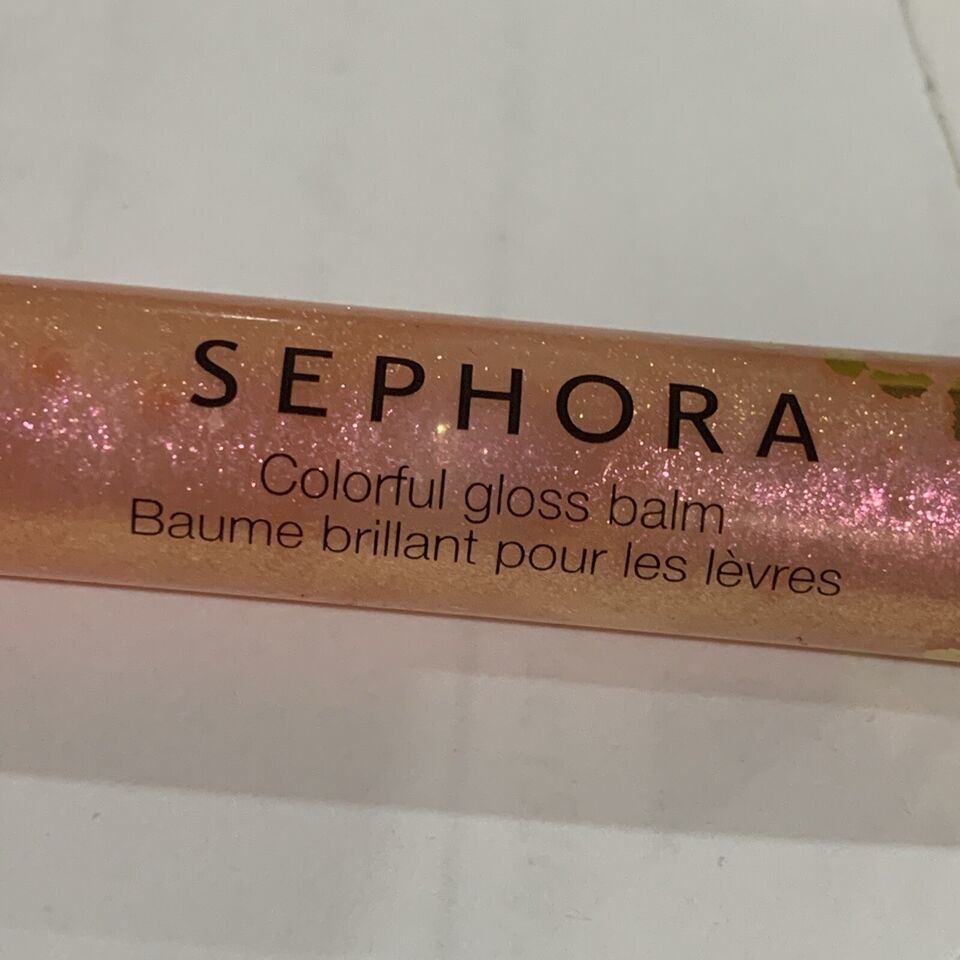 SEPHORA
Colorful gloss balm
Baume brillant pour les lèvres